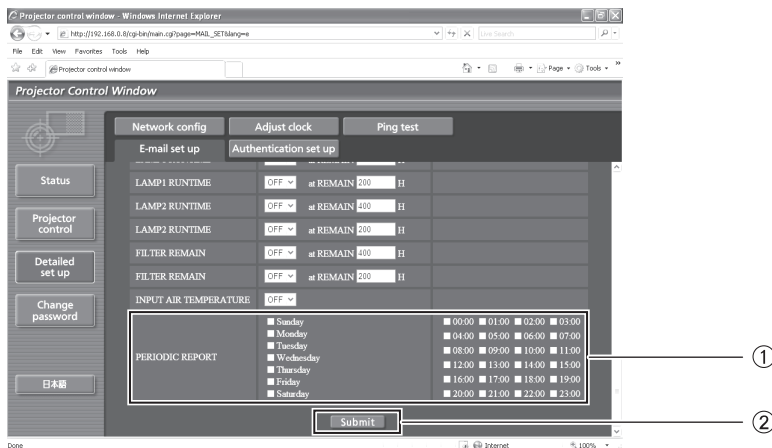 Projector control window - Windows Internet Explorer
http://192.168.0.8/cgi-bin/main.cgi?page=MAIL_SET&lang=e
Live Search
File Edit View Favorites Tools Help
Projector control window
Page Tools »
Projector Control Window
Network config Adjust clock Ping test
E-mail set up Authentication set up
Status
Projector control
Detailed set up
Change password
日本語
LAMP1 RUNTIME OFF at REMAIN 200 H
LAMP2 RUNTIME OFF at REMAIN 400 H
LAMP2 RUNTIME OFF at REMAIN 200 H
FILTER REMAIN OFF at REMAIN 400 H
FILTER REMAIN OFF at REMAIN 200 H
INPUT AIR TEMPERATURE OFF
PERIODIC REPORT
Sunday
Monday
Tuesday
Wednesday
Thursday
Friday
Saturday
00:00 01:00 02:00 03:00
04:00 05:00 06:00 07:00
08:00 09:00 10:00 11:00
12:00 13:00 14:00 15:00
16:00 17:00 18:00 19:00
20:00 21:00 22:00 23:00
①
Submit
②
Done Internet 100%